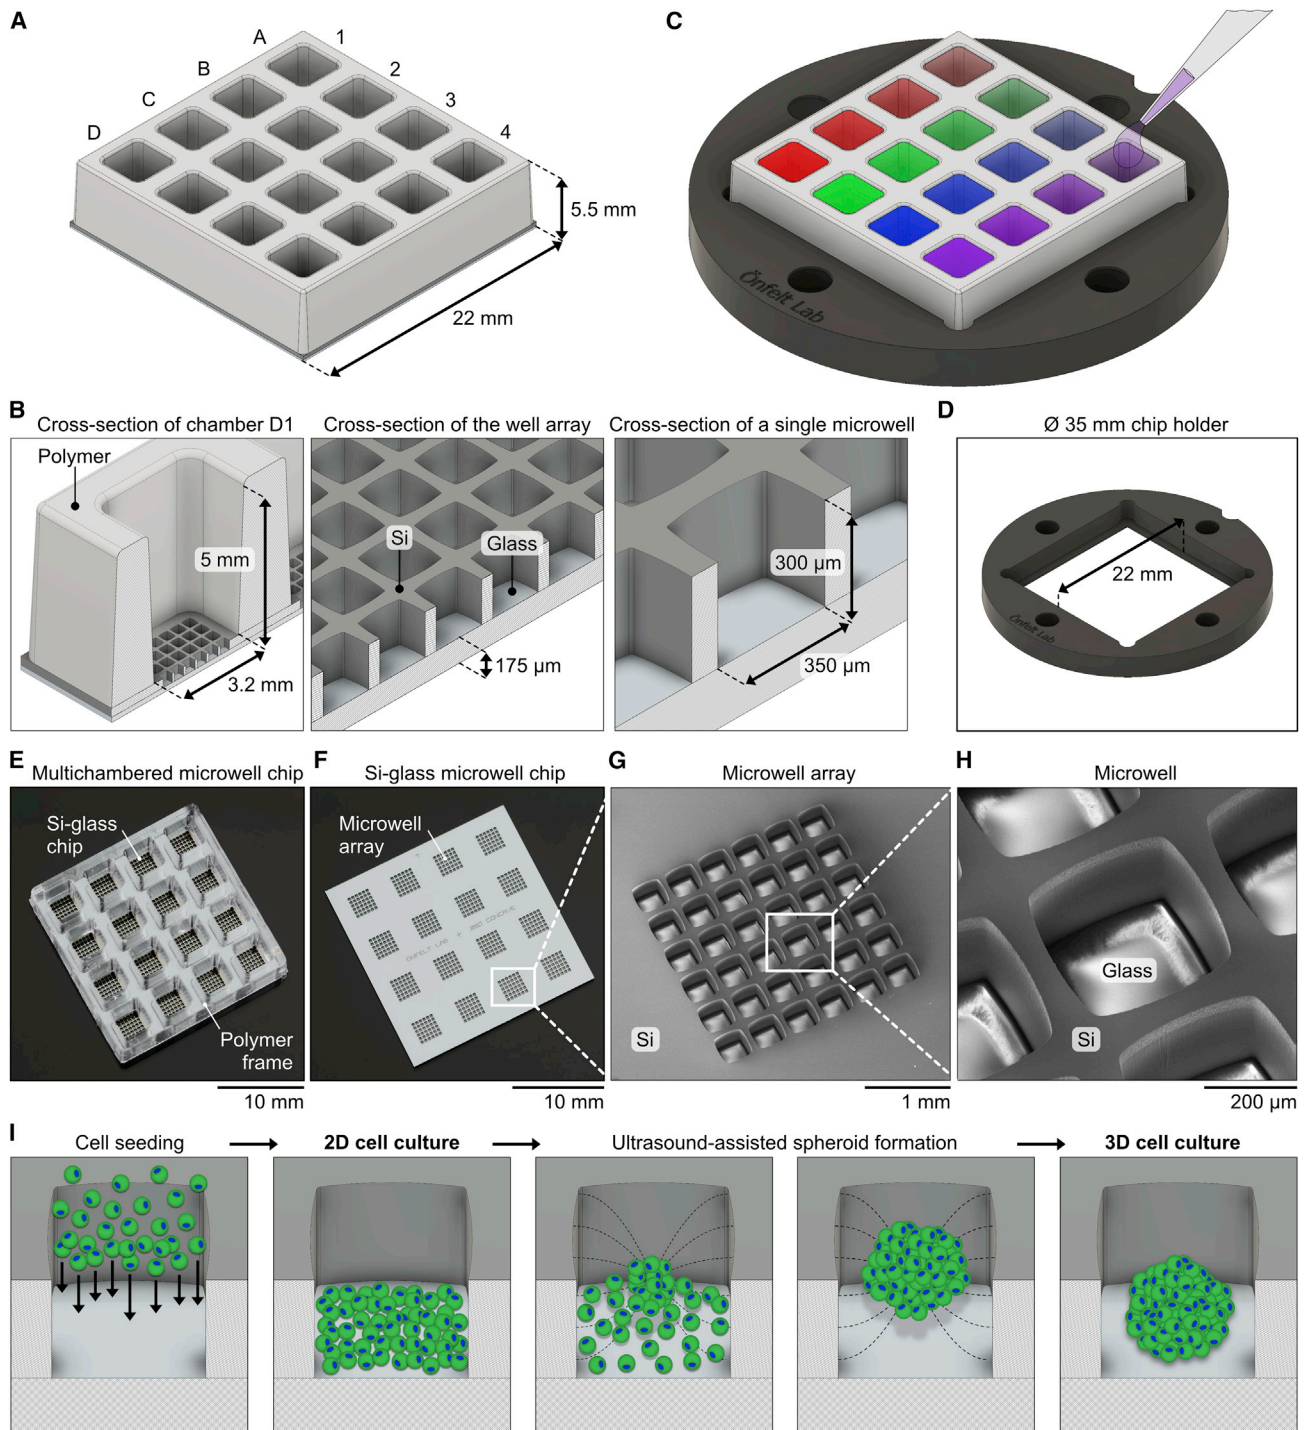 A
A
B
C
D
1
2
3
4
5.5 mm
22 mm
C
Önfelt Lab
B
Cross-section of chamber D1
Polymer
5 mm
3.2 mm
Cross-section of the well array
Si
Glass
175 µm
Cross-section of a single microwell
300 µm
350 µm
D
Ø 35 mm chip holder
22 mm
Önfelt Lab
E
Multichambered microwell chip
Si-glass
chip
Polymer
frame
10 mm
F
Si-glass microwell chip
Microwell
array
ONFELT LAB + 350 CONCAVE
10 mm
G
Microwell array
Si
1 mm
H
Microwell
Glass
Si
200 µm
I
Cell seeding
2D cell culture
Ultrasound-assisted spheroid formation
3D cell culture